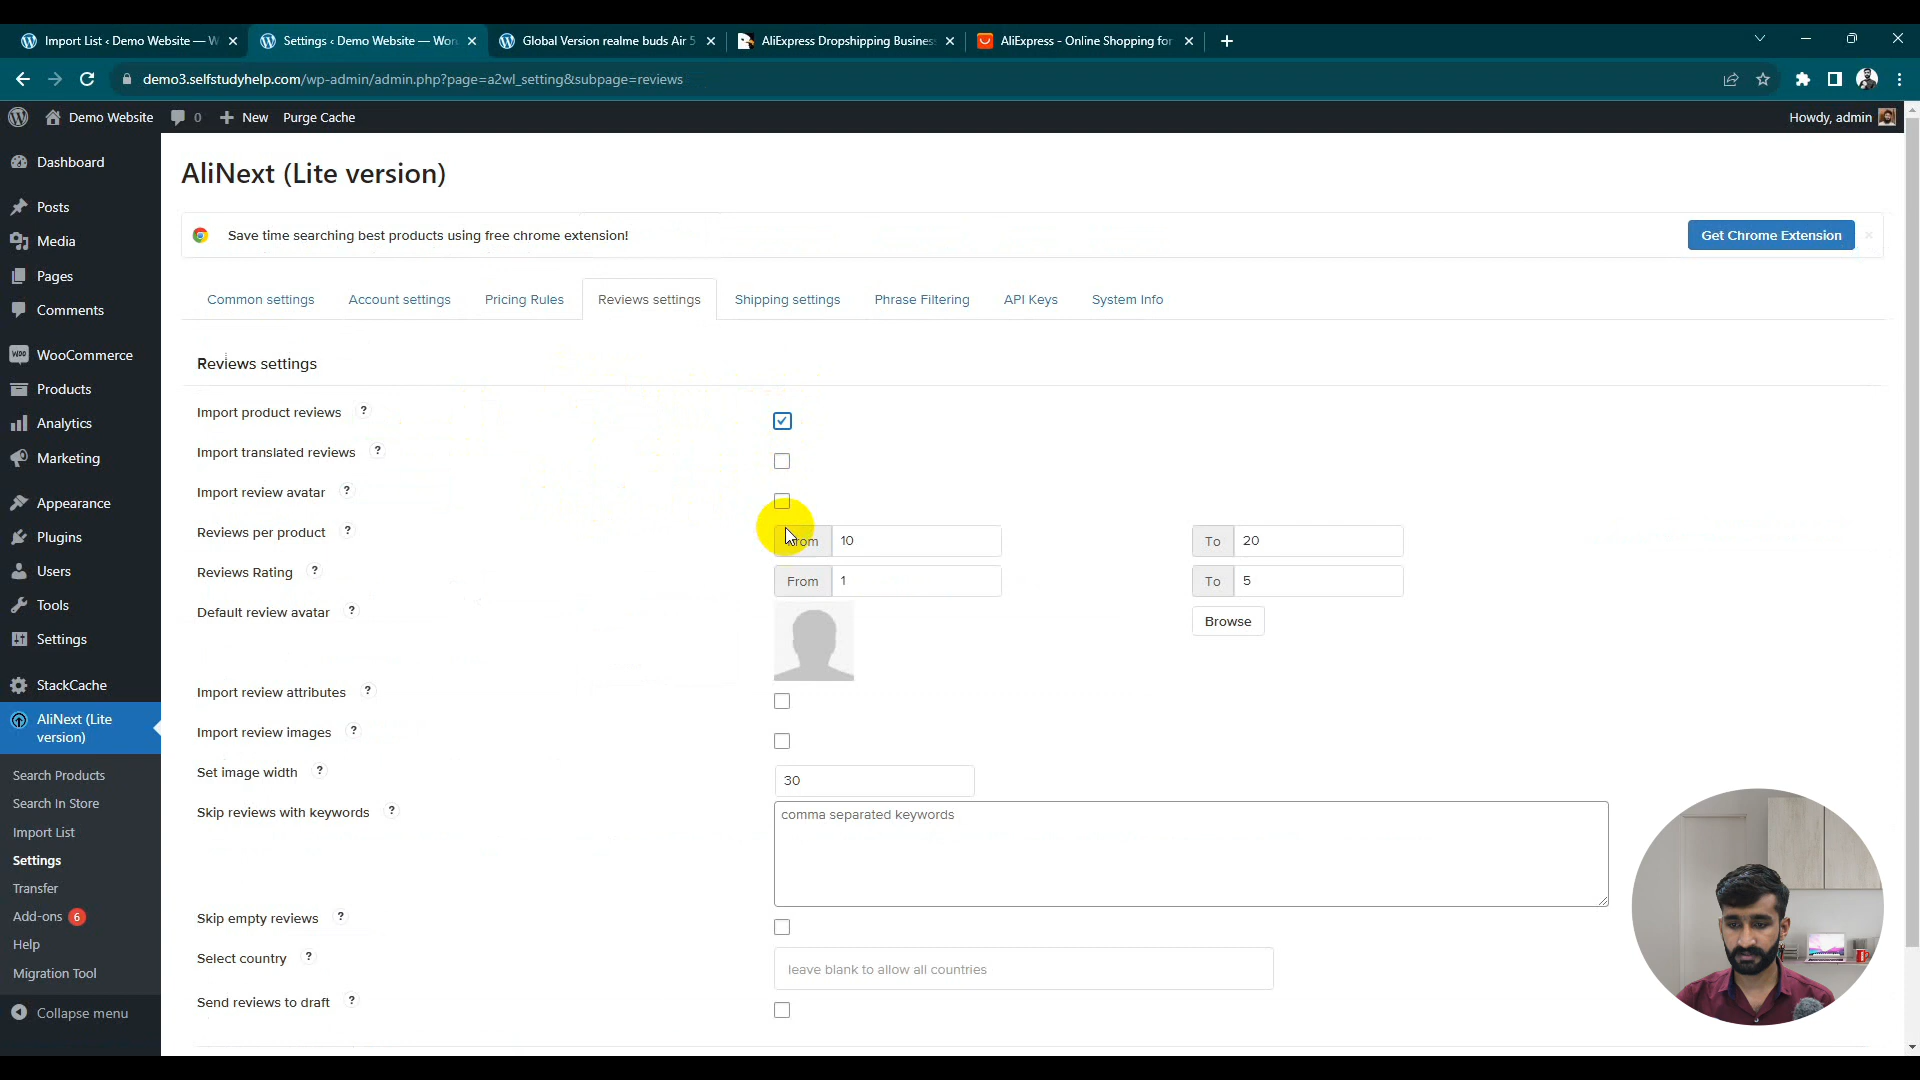 Import List ‹ Demo Website — W
Settings ‹ Demo Website — Wor
Global Version realme buds Air 5
AliExpress Dropshipping Busines
AliExpress - Online Shopping for
demo3.selfstudyhelp.com/wp-admin/admin.php?page=a2wl_setting&subpage=reviews
Demo Website
0
New
Purge Cache
Howdy, admin
Dashboard
Posts
Media
Pages
Comments
WooCommerce
Products
Analytics
Marketing
Appearance
Plugins
Users
Tools
Settings
StackCache
AliNext (Lite
version)
Search Products
Search In Store
Import List
Settings
Transfer
Add-ons 6
Help
Migration Tool
Collapse menu
AliNext (Lite version)
Save time searching best products using free chrome extension!
Get Chrome Extension
Common settings
Account settings
Pricing Rules
Reviews settings
Shipping settings
Phrase Filtering
API Keys
System Info
Reviews settings
Import product reviews ?
Import translated reviews ?
Import review avatar ?
Reviews per product ?
10
To 20
Reviews Rating ?
From 1
To 5
Default review avatar ?
Browse
Import review attributes ?
Import review images ?
Set image width ?
30
Skip reviews with keywords ?
comma separated keywords
Skip empty reviews ?
Select country ?
leave blank to allow all countries
Send reviews to draft ?